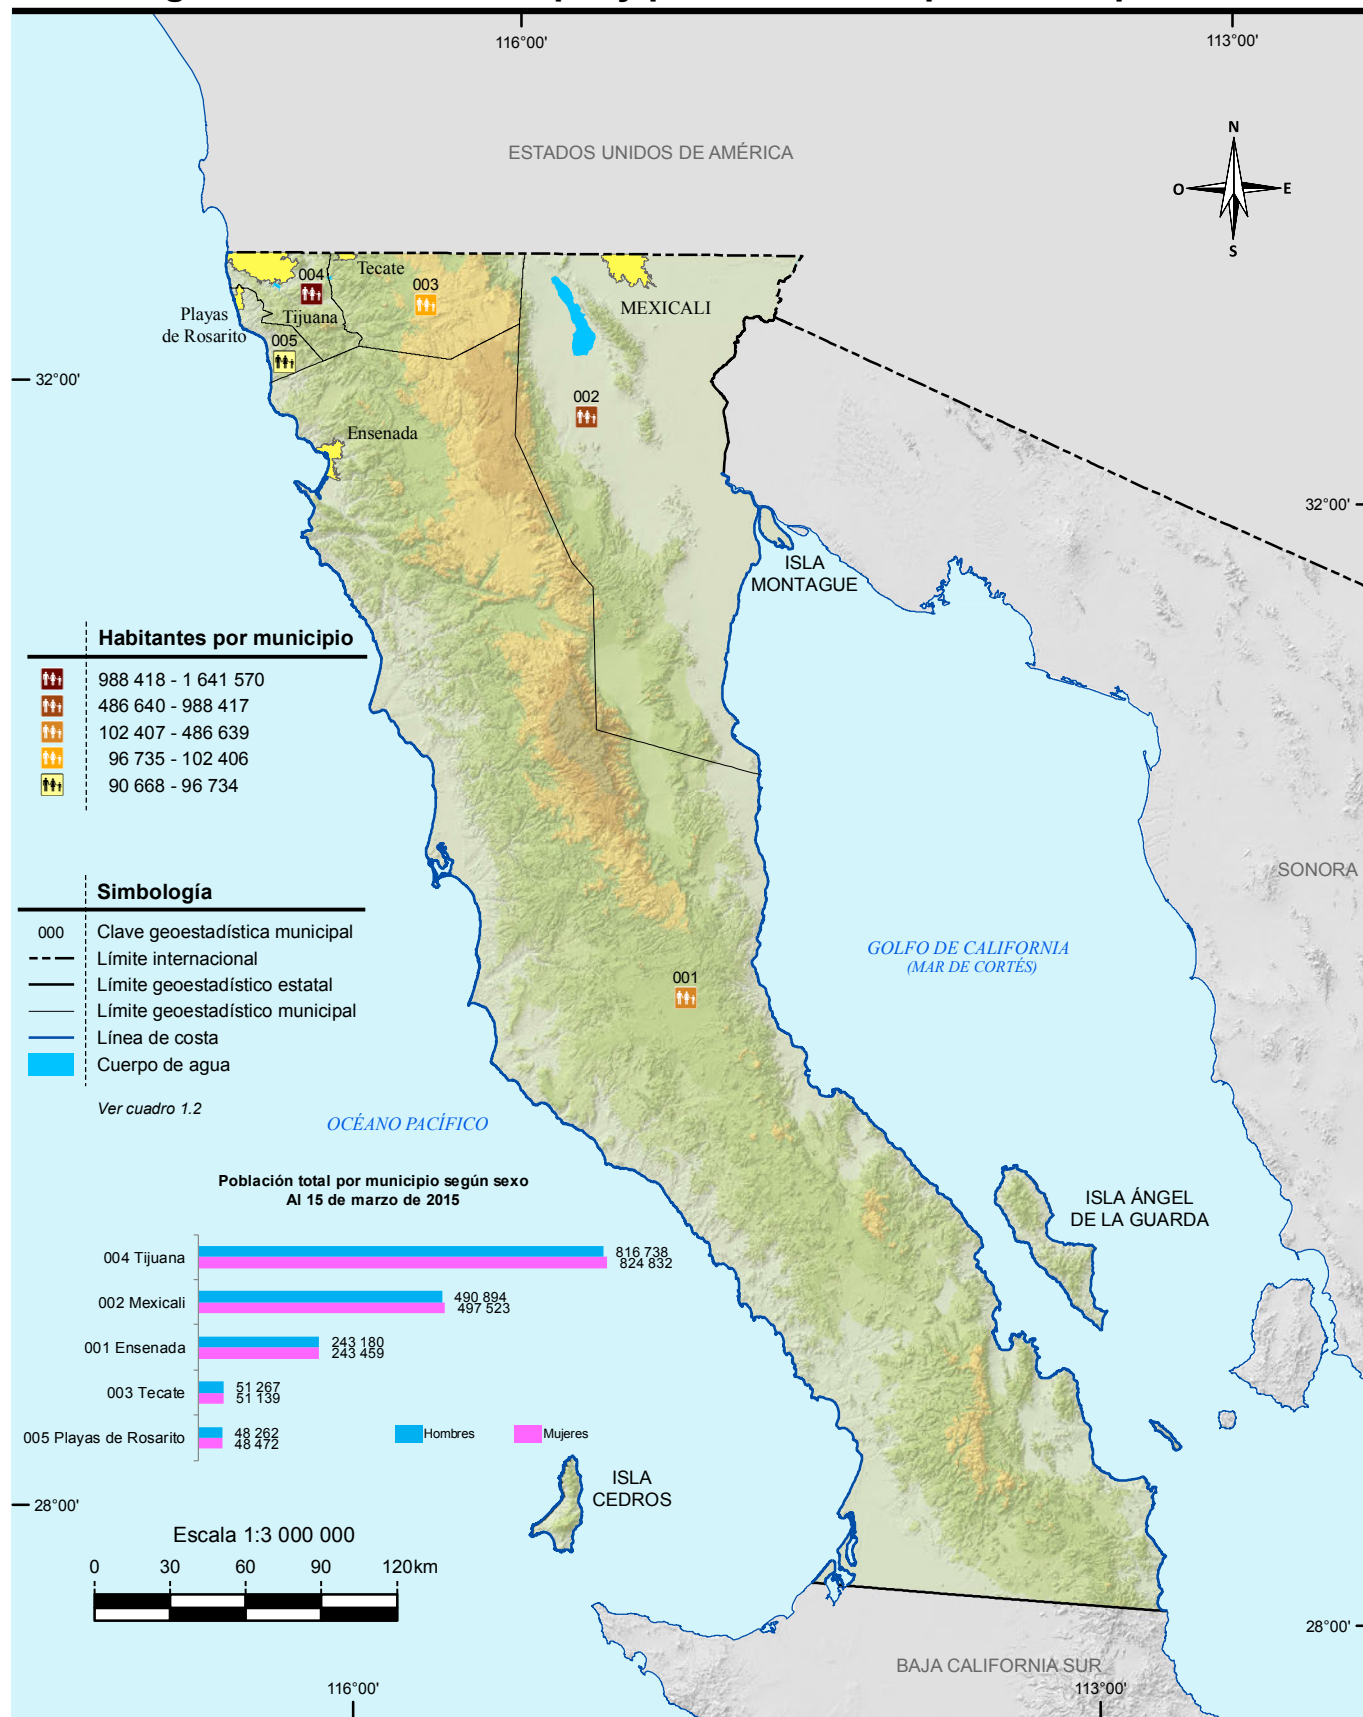 116°00'
113°00'
ESTADOS UNIDOS DE AMÉRICA
N
O
E
S
004
Tecate
003
Playas
de Rosarito
Tijuana
005
MEXICALI
32°00'
002
Ensenada
32°00'
ISLA
MONTAGUE
Habitantes por municipio
988 418 - 1 641 570
486 640 - 988 417
102 407 - 486 639
96 735 - 102 406
90 668 - 96 734
SONORA
Simbología
000 Clave geoestadística municipal
Límite internacional
Límite geoestadístico estatal
Límite geoestadístico municipal
Línea de costa
Cuerpo de agua
Ver cuadro 1.2
GOLFO DE CALIFORNIA
(MAR DE CORTÉS)
001
OCÉANO PACÍFICO
ISLA ÁNGEL
DE LA GUARDA
Población total por municipio según sexo
Al 15 de marzo de 2015
004 Tijuana
816 738
824 832
002 Mexicali
490 894
497 523
001 Ensenada
243 180
243 459
003 Tecate
51 267
51 139
005 Playas de Rosarito
48 262
48 472
Hombres
Mujeres
ISLA
CEDROS
28°00'
Escala 1:3 000 000
0 30 60 90 120km
28°00'
BAJA CALIFORNIA SUR
116°00'
113°00'